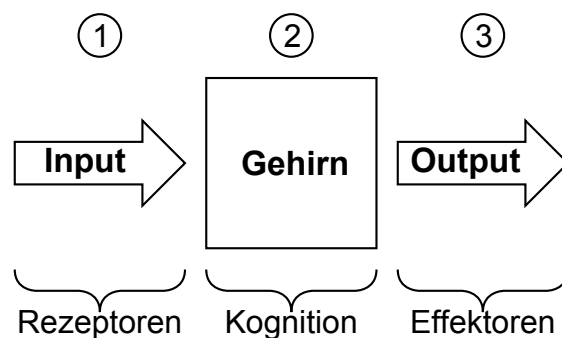 ① ② ③
Input Gehirn Output
Rezeptoren Kognition Effektoren